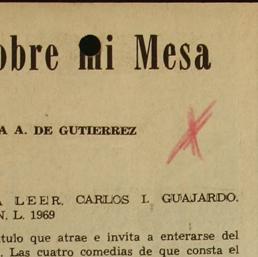 obre mi Mesa
A A. DE GUTIERREZ
A LEER, CARLOS I. GUAJARDO.
N. L. 1969
tulo que atrae e invita a enterarse del
. Las cuatro comedias de que consta el